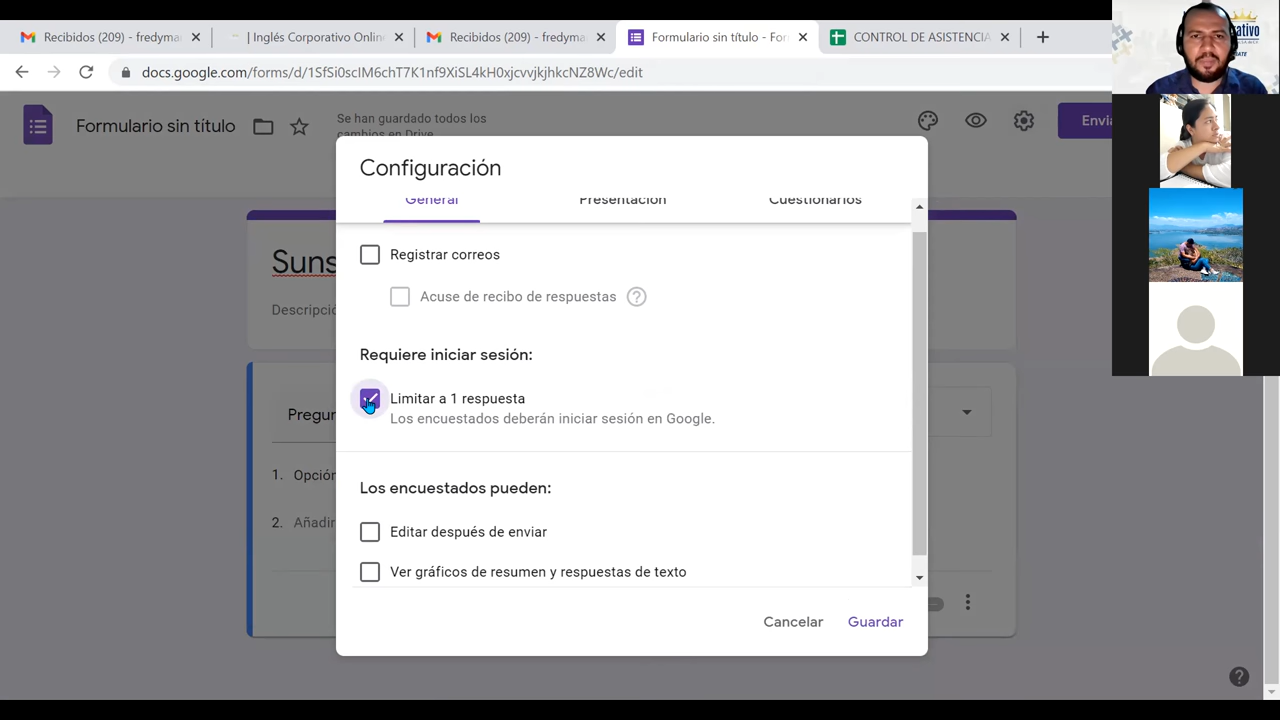 Recibidos (209) - fredyma
| Inglés Corporativo Onlin
Recibidos (209) - fredyma
Formulario sin título - For
CONTROL DE ASISTENCIA
docs.google.com/forms/d/1SfSi0scIM6chT7K1nf9XiSL4kH0xjcvvjkjhkcNZ8Wc/edit
Formulario sin título
Se han guardado todos los
cambios en Drive
Envia
Configuración
General
Presentación
Cuestionarios
Suns
Registrar correos
Descripció
Acuse de recibo de respuestas
Requiere iniciar sesión:
Limitar a 1 respuesta
Los encuestados deberán iniciar sesión en Google.
Pregun
1. Opción
Los encuestados pueden:
2. Añadir
Editar después de enviar
Ver gráficos de resumen y respuestas de texto
Cancelar
Guardar